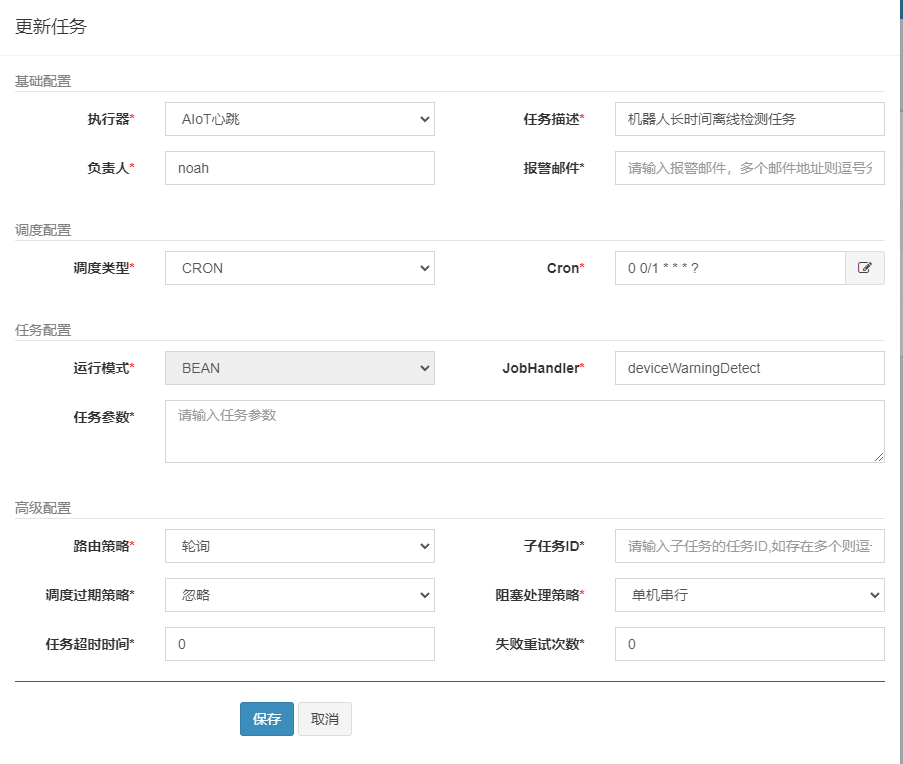 更新任务
基础配置
执行器* AIoT心跳 任务描述* 机器人长时间离线检测任务
负责人* noah 报警邮件* 请输入报警邮件，多个邮件地址则逗号分
调度配置
调度类型* CRON Cron* 0 0/1 * * * ?
任务配置
运行模式* BEAN JobHandler* deviceWarningDetect
任务参数* 请输入任务参数
高级配置
路由策略* 轮询 子任务ID* 请输入子任务的任务ID,如存在多个则逗
调度过期策略* 忽略 阻塞处理策略* 单机串行
任务超时时间* 0 失败重试次数* 0
保存 取消